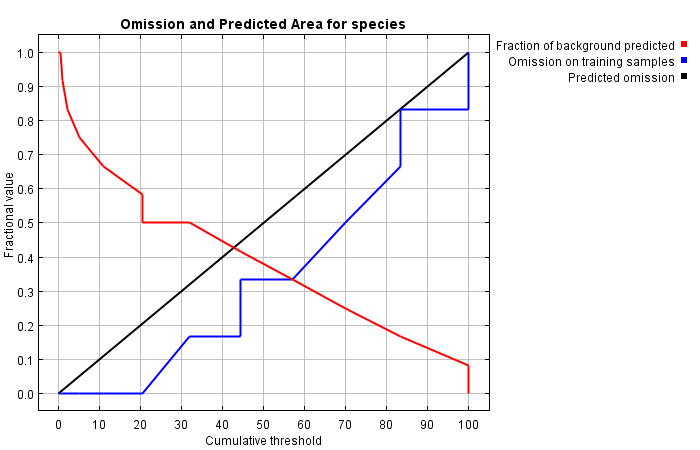 Omission and Predicted Area for species
Fraction of background predicted
Omission on training samples
Predicted omission
Fractional value
1.0
0.9
0.8
0.7
0.6
0.5
0.4
0.3
0.2
0.1
0.0
0 10 20 30 40 50 60 70 80 90 100
Cumulative threshold